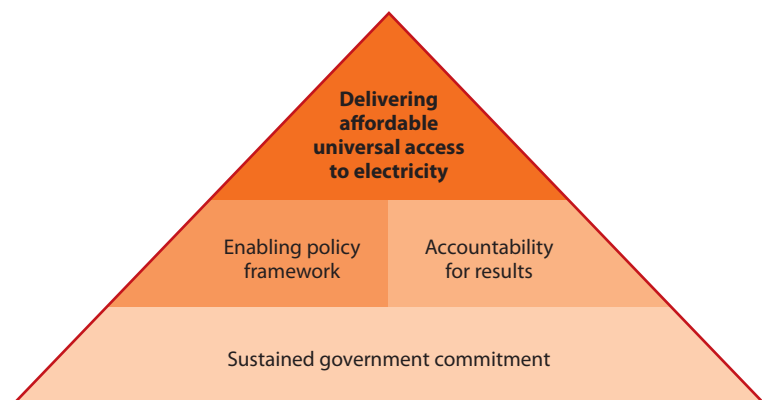 Delivering
affordable
universal access
to electricity
Enabling policy
framework
Accountability
for results
Sustained government commitment